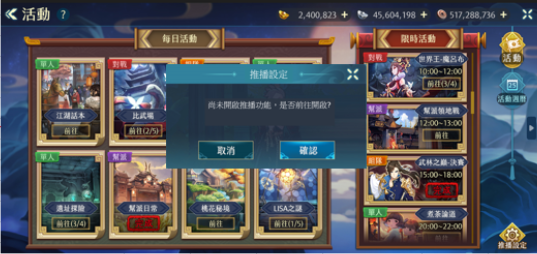 活動 ?
2,400,823 +
45,604,198 +
517,288,736 +
每日活動
限時活動
單人
對戰
組隊
江湖話本
前往
比武場
前往(2/5)
單人
遺址探險
前往(1/4)
幫派
幫派日常
桃花秘境
前往
LISA之謎
前往(1/5)
推播設定
尚未開啟推播功能，是否前往開啟?
取消
確認
對戰
世界王-魔呂布
10:00~12:00
前往(3/4)
幫派
幫派領地戰
12:00~13:00
前往
組隊
武林之巔-決賽
15:00~18:00
單人
煮茶論道
20:00~22:00
活動
活動週曆
推播設定